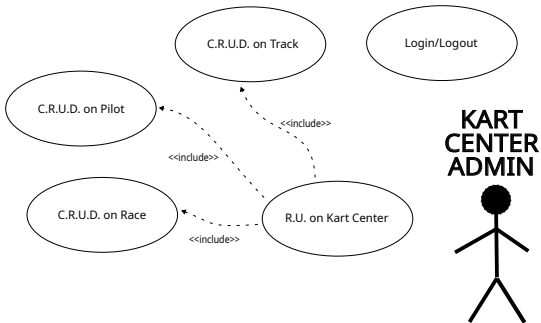 C.R.U.D. on Track
Login/Logout
C.R.U.D. on Pilot
<<include>>
<<include>>
KART
CENTER
ADMIN
C.R.U.D. on Race
R.U. on Kart Center
<<include>>